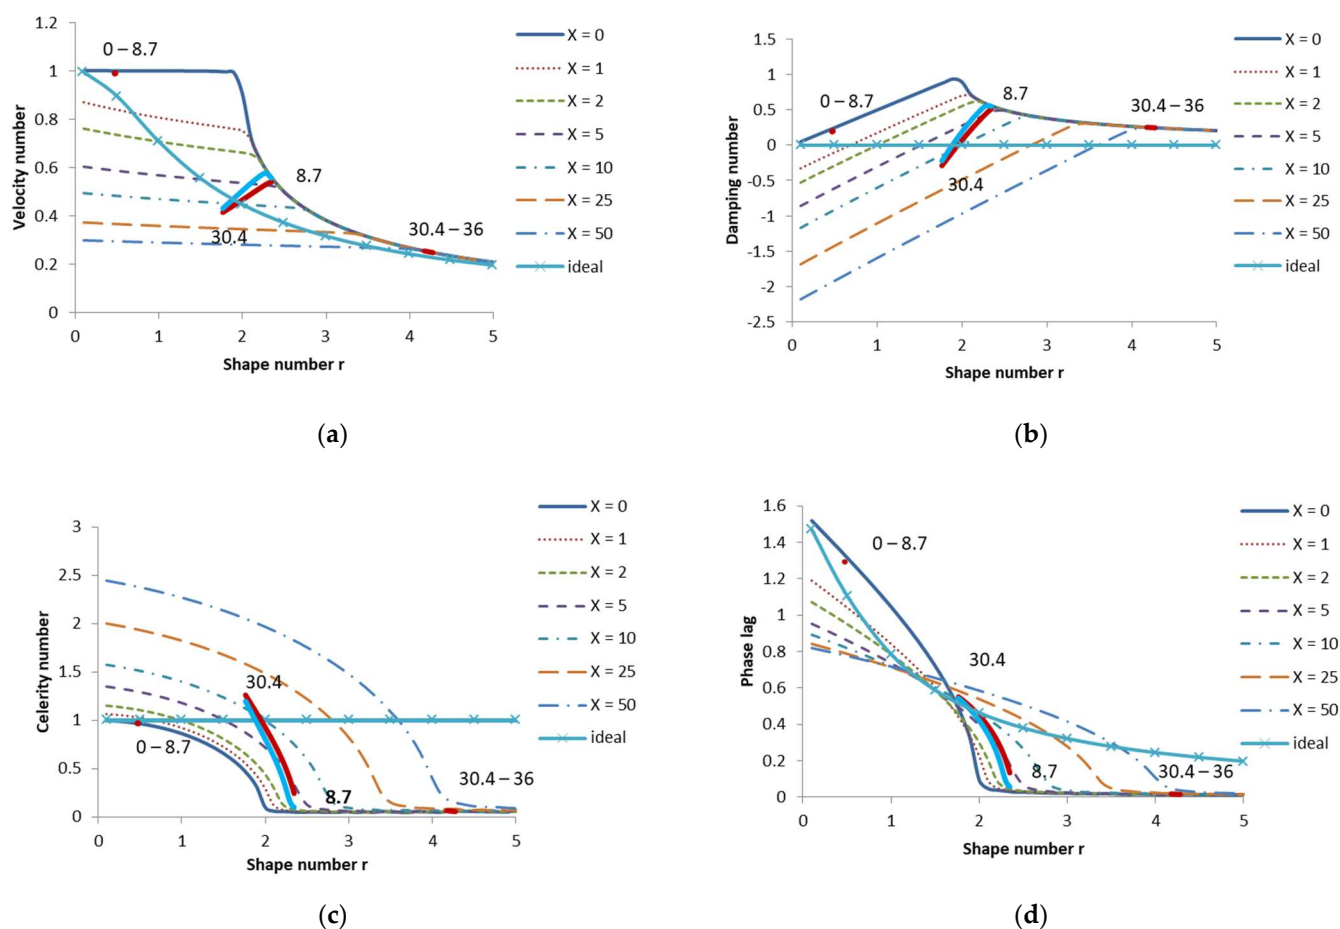 1.2
1
0.8
0.6
0.4
0.2
0
0 1 2 3 4 5
Velocity number
Shape number r
0 – 8.7
8.7
30.4
30.4 – 36
X = 0
X = 1
X = 2
X = 5
X = 10
X = 25
X = 50
ideal
(a)
1.5
1
0.5
0
-0.5
-1
-1.5
-2
-2.5
0 1 2 3 4 5
Damping number
Shape number r
0 – 8.7
8.7
30.4 – 36
30.4
X = 0
X = 1
X = 2
X = 5
X = 10
X = 25
X = 50
ideal
(b)
3
2.5
2
1.5
1
0.5
0
0 1 2 3 4 5
Celerity number
Shape number r
30.4
0 – 8.7
8.7
30.4 – 36
X = 0
X = 1
X = 2
X = 5
X = 10
X = 25
X = 50
ideal
(c)
1.6
1.4
1.2
1
0.8
0.6
0.4
0.2
0
0 1 2 3 4 5
Phase lag
Shape number r
0 – 8.7
30.4
8.7
30.4 – 36
X = 0
X = 1
X = 2
X = 5
X = 10
X = 25
X = 50
ideal
(d)